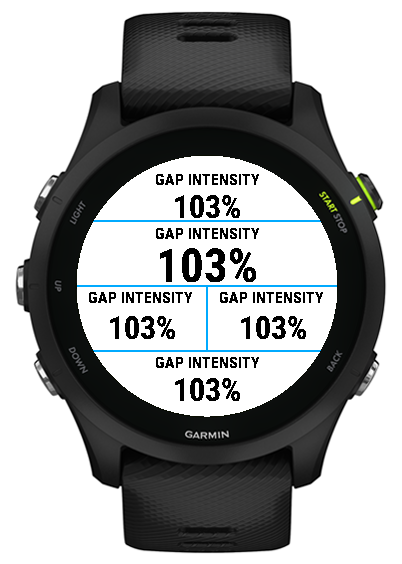 GAP INTENSITY
103%
GAP INTENSITY
103%
GAP INTENSITY GAP INTENSITY
103% 103%
GAP INTENSITY
103%
LIGHT
START STOP
UP
DOWN
BACK
GARMIN